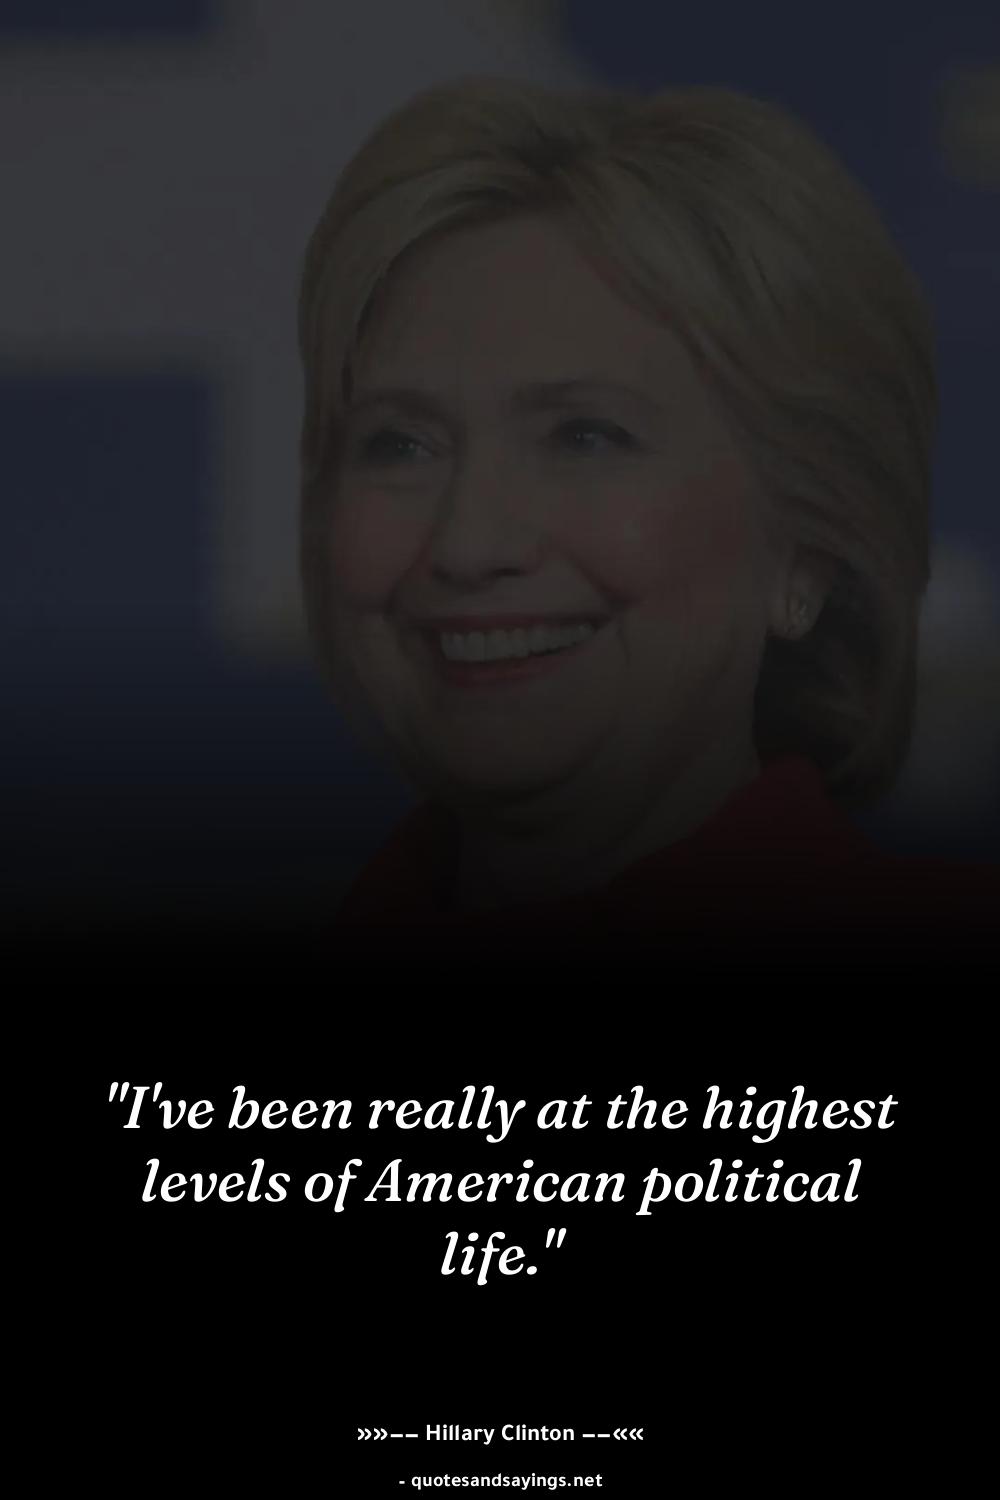 "I've been really at the highest
levels of American political
life."
»»–– Hillary Clinton ––««
- quotesandsayings.net